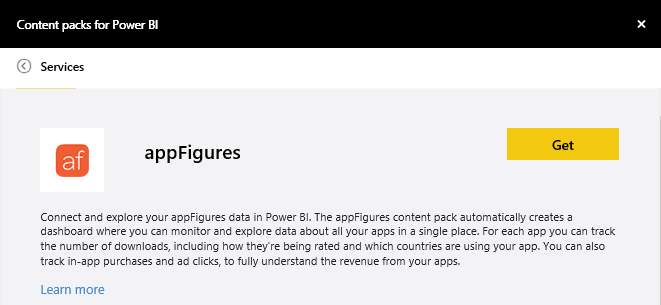 Content packs for Power BI
Services
af
appFigures
Get
Connect and explore your appFigures data in Power BI. The appFigures content pack automatically creates a
dashboard where you can monitor and explore data about all your apps in a single place. For each app you can track
the number of downloads, including how they're being rated and which countries are using your app. You can also
track in-app purchases and ad clicks, to fully understand the revenue from your apps.
Learn more